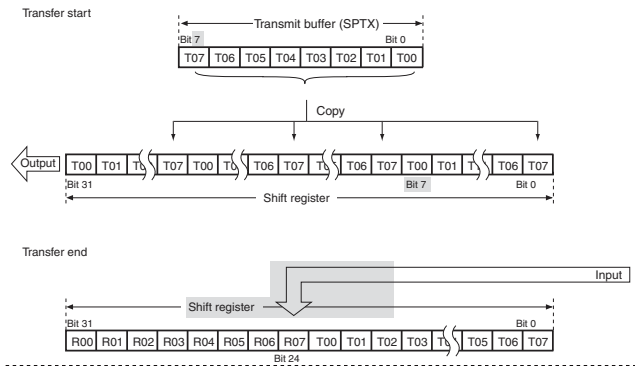 Transfer start
Transmit buffer (SPTX)
Bit 7 Bit 0
T07 T06 T05 T04 T03 T02 T01 T00
Copy
Output T00 T01 T07 T00 T06 T07 T06 T07 T00 T01 T06 T07
Bit 31 Bit 7 Bit 0
Shift register
Transfer end
Input
Shift register
Bit 31 Bit 0
R00 R01 R02 R03 R04 R05 R06 R07 T00 T01 T02 T03 T05 T06 T07
Bit 24